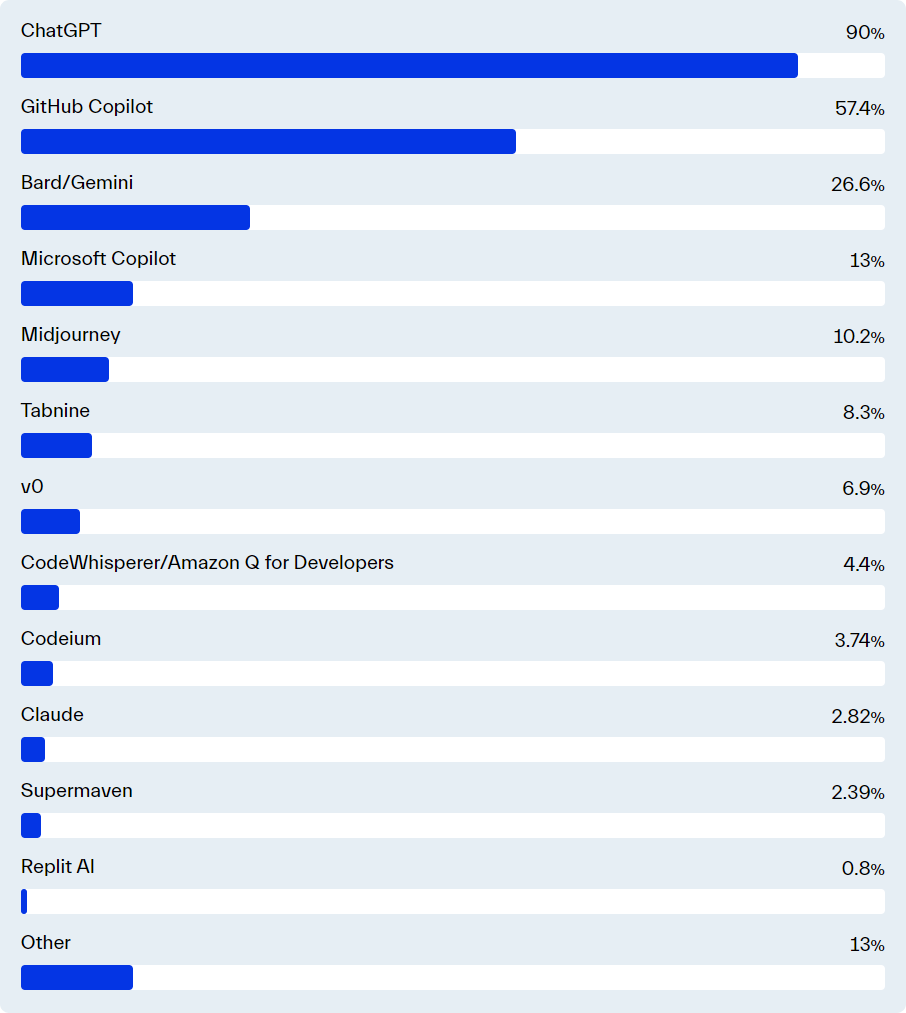 ChatGPT 90%
GitHub Copilot 57.4%
Bard/Gemini 26.6%
Microsoft Copilot 13%
Midjourney 10.2%
Tabnine 8.3%
v0 6.9%
CodeWhisperer/Amazon Q for Developers 4.4%
Codeium 3.74%
Claude 2.82%
Supermaven 2.39%
Replit AI 0.8%
Other 13%